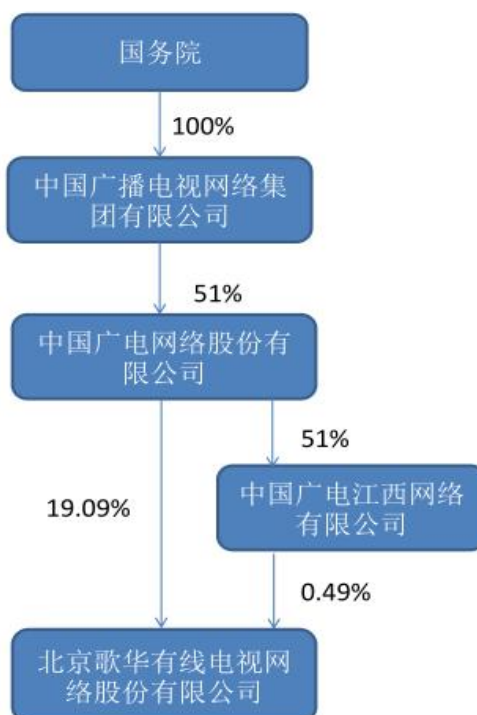 国务院
100%
中国广播电视网络集
团有限公司
51%
中国广电网络股份有
限公司
51%
19.09%
中国广电江西网络
有限公司
0.49%
北京歌华有线电视网
络股份有限公司